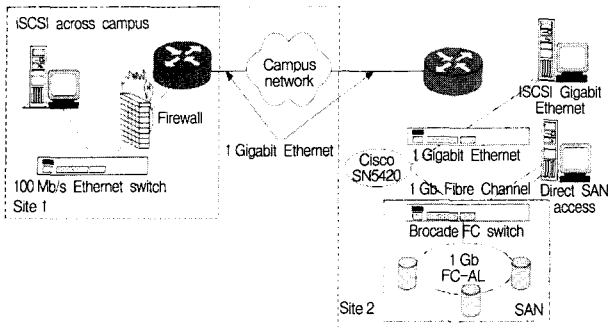 iSCSI across campus
Firewall
100 Mb/s Ethernet switch
Site 1
Campus
network
1 Gigabit Ethernet
iSCSI Gigabit
Ethernet
1 Gigabit Ethernet
Cisco
SN5420
1 Gb Fibre Channel
Direct SAN
access
Brocade FC switch
1 Gb
FC-AL
Site 2
SAN